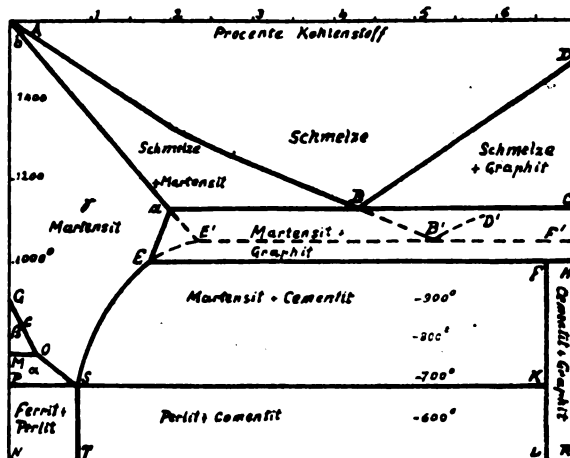 1 2 3 4 5 6
A
b
Procente Kohlenstoff
D
1400
Schmelze
Schmelze
+Martensit
Schmelze
+ Graphit
1200
γ
Martensit
a
B
C
E'
Martensit +
Graphit
B'
D'
F'
1000°
E
F
H
Martensit + Cementit
-900°
G
-800°
O
M
α
-700°
P
S
K
Cementit + Graphit
Ferrit +
Perlit
Perlit + Cementit
-600°
N
T
L
R